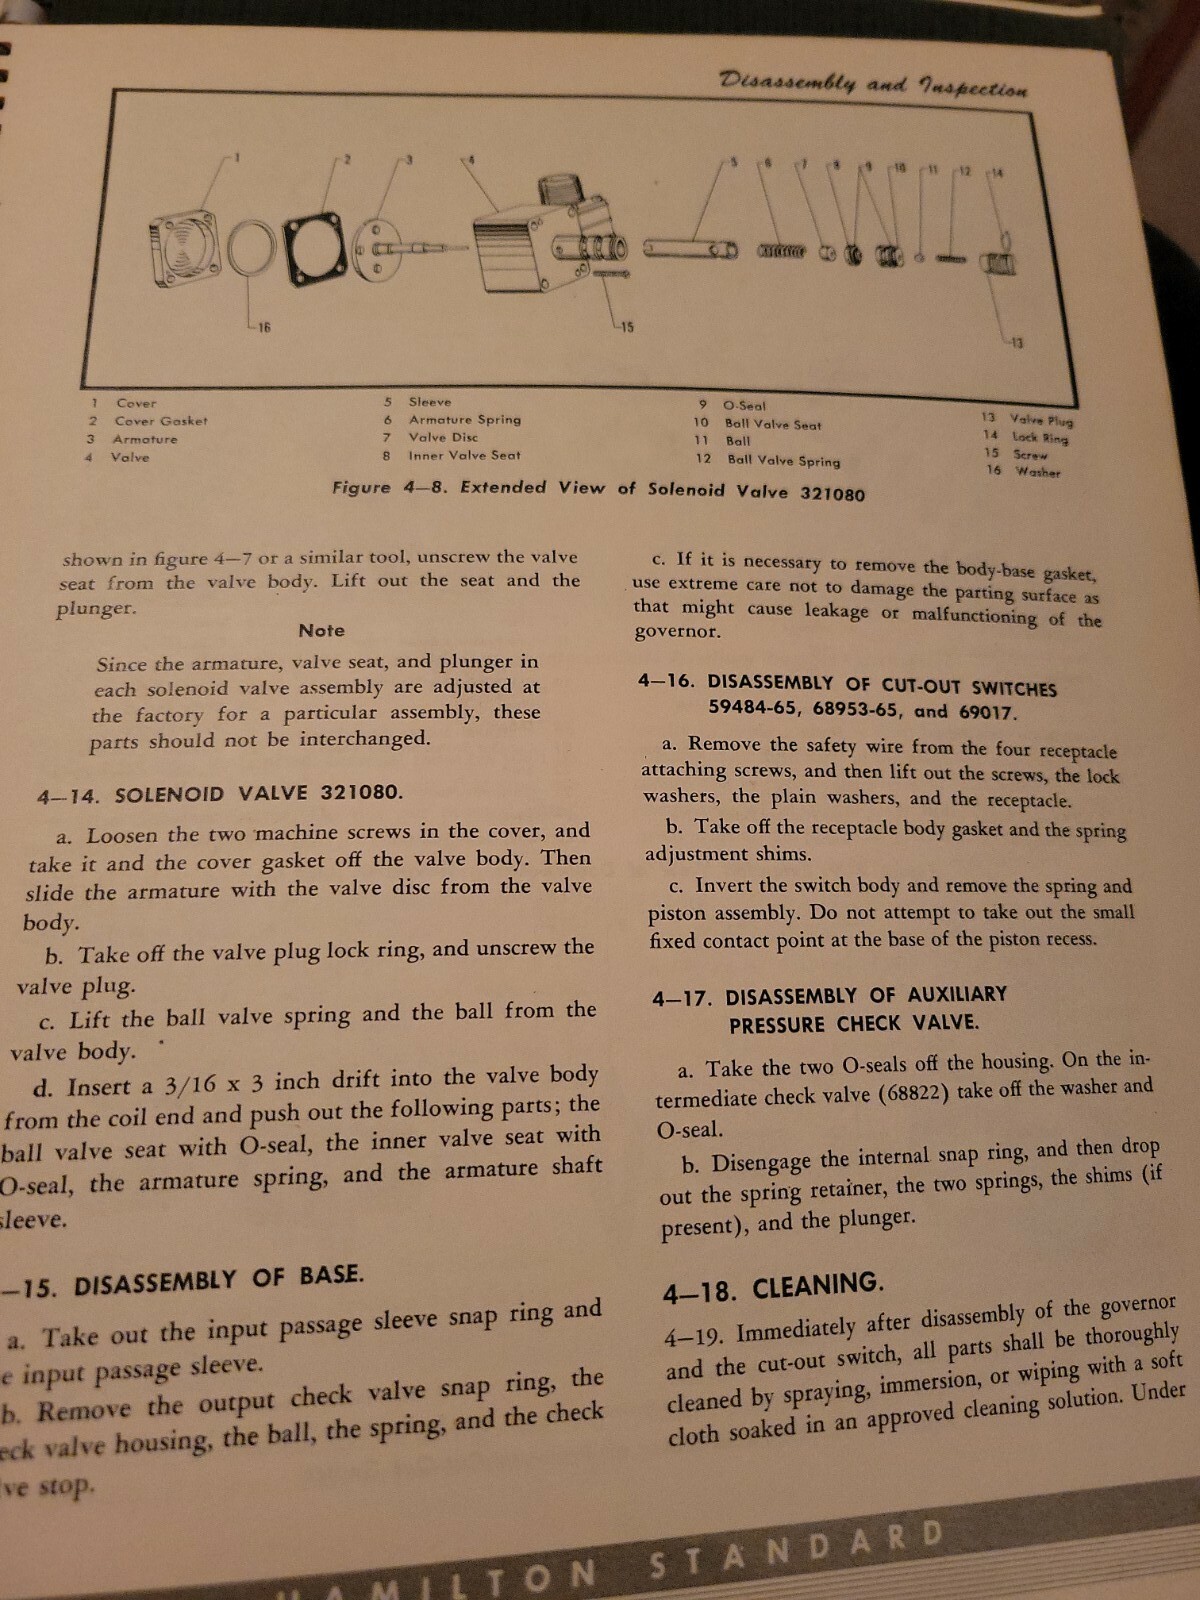 Disassembly and Inspection
1
2
3
4
5
6
7
8
9
10
11
12
14
16
15
13
1 Cover
2 Cover Gasket
3 Armature
4 Valve
5 Sleeve
6 Armature Spring
7 Valve Disc
8 Inner Valve Seat
9 O-Seal
10 Ball Valve Seat
11 Ball
12 Ball Valve Spring
13 Valve Plug
14 Lock Ring
15 Screw
16 Washer
Figure 4—8. Extended View of Solenoid Valve 321080
shown in figure 4—7 or a similar tool, unscrew the valve
seat from the valve body. Lift out the seat and the
plunger.
Note
Since the armature, valve seat, and plunger in
each solenoid valve assembly are adjusted at
the factory for a particular assembly, these
parts should not be interchanged.
4—14. SOLENOID VALVE 321080.
a. Loosen the two machine screws in the cover, and
take it and the cover gasket off the valve body. Then
slide the armature with the valve disc from the valve
body.
b. Take off the valve plug lock ring, and unscrew the
valve plug.
c. Lift the ball valve spring and the ball from the
valve body.
d. Insert a 3/16 x 3 inch drift into the valve body
from the coil end and push out the following parts; the
ball valve seat with O-seal, the inner valve seat with
O-seal, the armature spring, and the armature shaft
sleeve.
—15. DISASSEMBLY OF BASE.
a. Take out the input passage sleeve snap ring and
e input passage sleeve.
b. Remove the output check valve snap ring, the
eck valve housing, the ball, the spring, and the check
ve stop.
c. If it is necessary to remove the body-base gasket,
use extreme care not to damage the parting surface as
that might cause leakage or malfunctioning of the
governor.
4—16. DISASSEMBLY OF CUT-OUT SWITCHES
59484-65, 68953-65, and 69017.
a. Remove the safety wire from the four receptacle
attaching screws, and then lift out the screws, the lock
washers, the plain washers, and the receptacle.
b. Take off the receptacle body gasket and the spring
adjustment shims.
c. Invert the switch body and remove the spring and
piston assembly. Do not attempt to take out the small
fixed contact point at the base of the piston recess.
4—17. DISASSEMBLY OF AUXILIARY
PRESSURE CHECK VALVE.
a. Take the two O-seals off the housing. On the in-
termediate check valve (68822) take off the washer and
O-seal.
b. Disengage the internal snap ring, and then drop
out the spring retainer, the two springs, the shims (if
present), and the plunger.
4—18. CLEANING.
4—19. Immediately after disassembly of the governor
and the cut-out switch, all parts shall be thoroughly
cleaned by spraying, immersion, or wiping with a soft
cloth soaked in an approved cleaning solution. Under
HAMILTON STANDARD